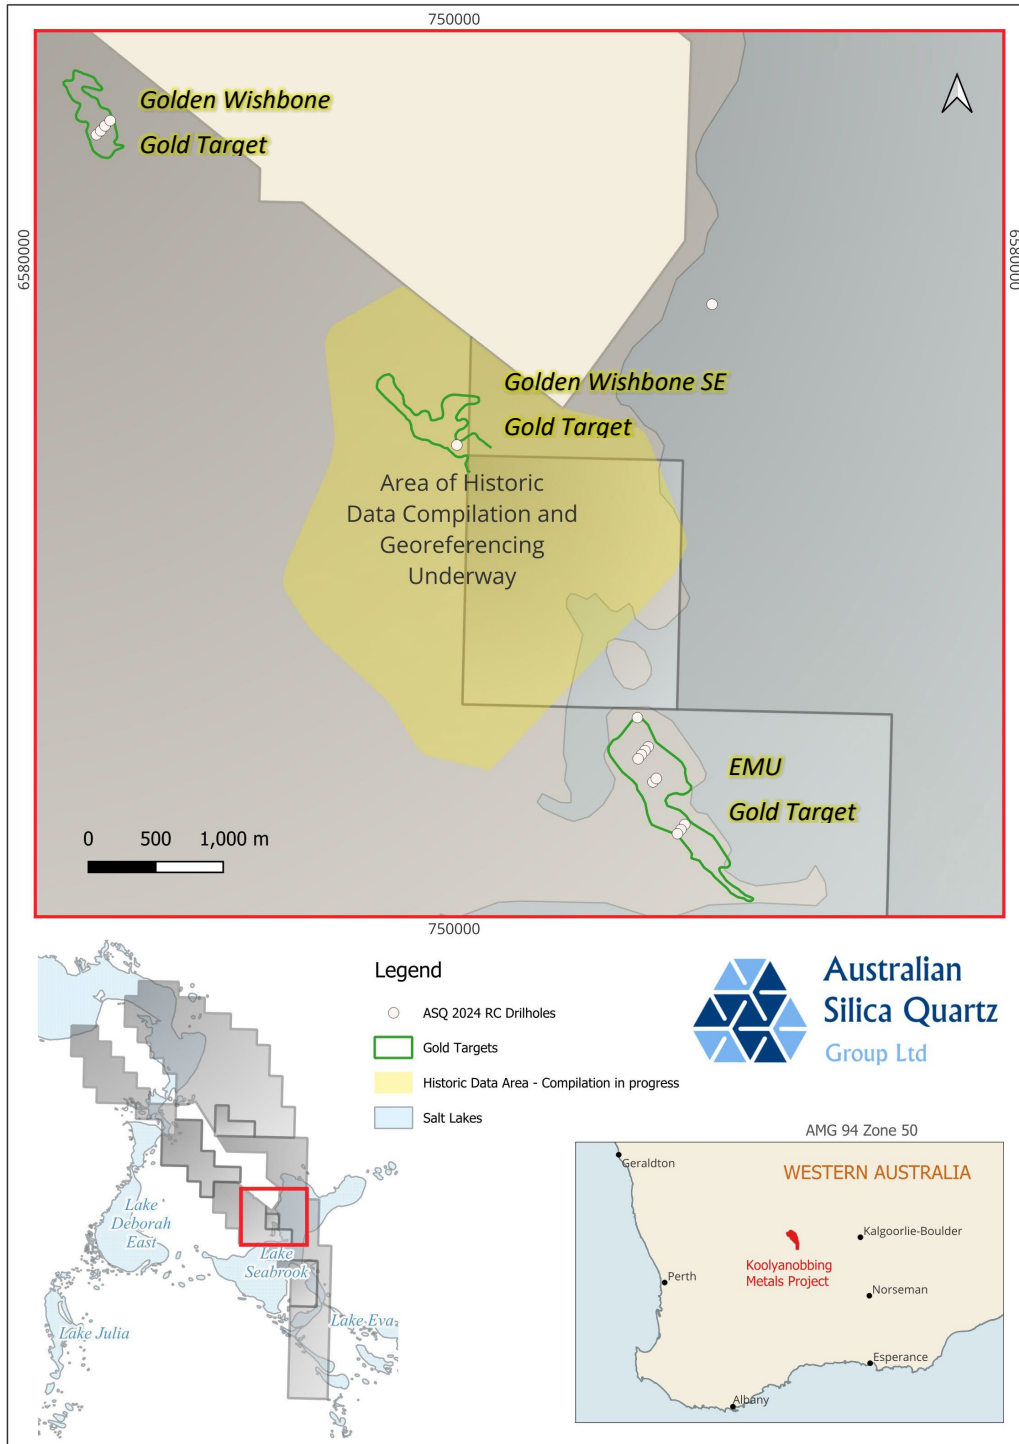 750000
Golden Wishbone
Gold Target
6580000
6580000
Golden Wishbone SE
Gold Target
Area of Historic
Data Compilation and
Georeferencing
Underway
EMU
Gold Target
0 500 1,000 m
750000
Legend
ASQ 2024 RC Drilholes
Gold Targets
Historic Data Area - Compilation in progress
Salt Lakes
Australian
Silica Quartz
Group Ltd
Lake
Deborah
East
Lake
Seabrook
Lake Julia
Lake Eva
AMG 94 Zone 50
Geraldton
WESTERN AUSTRALIA
Kalgoorlie-Boulder
Koolyanobbing
Metals Project
Perth
Norseman
Esperance
Albany